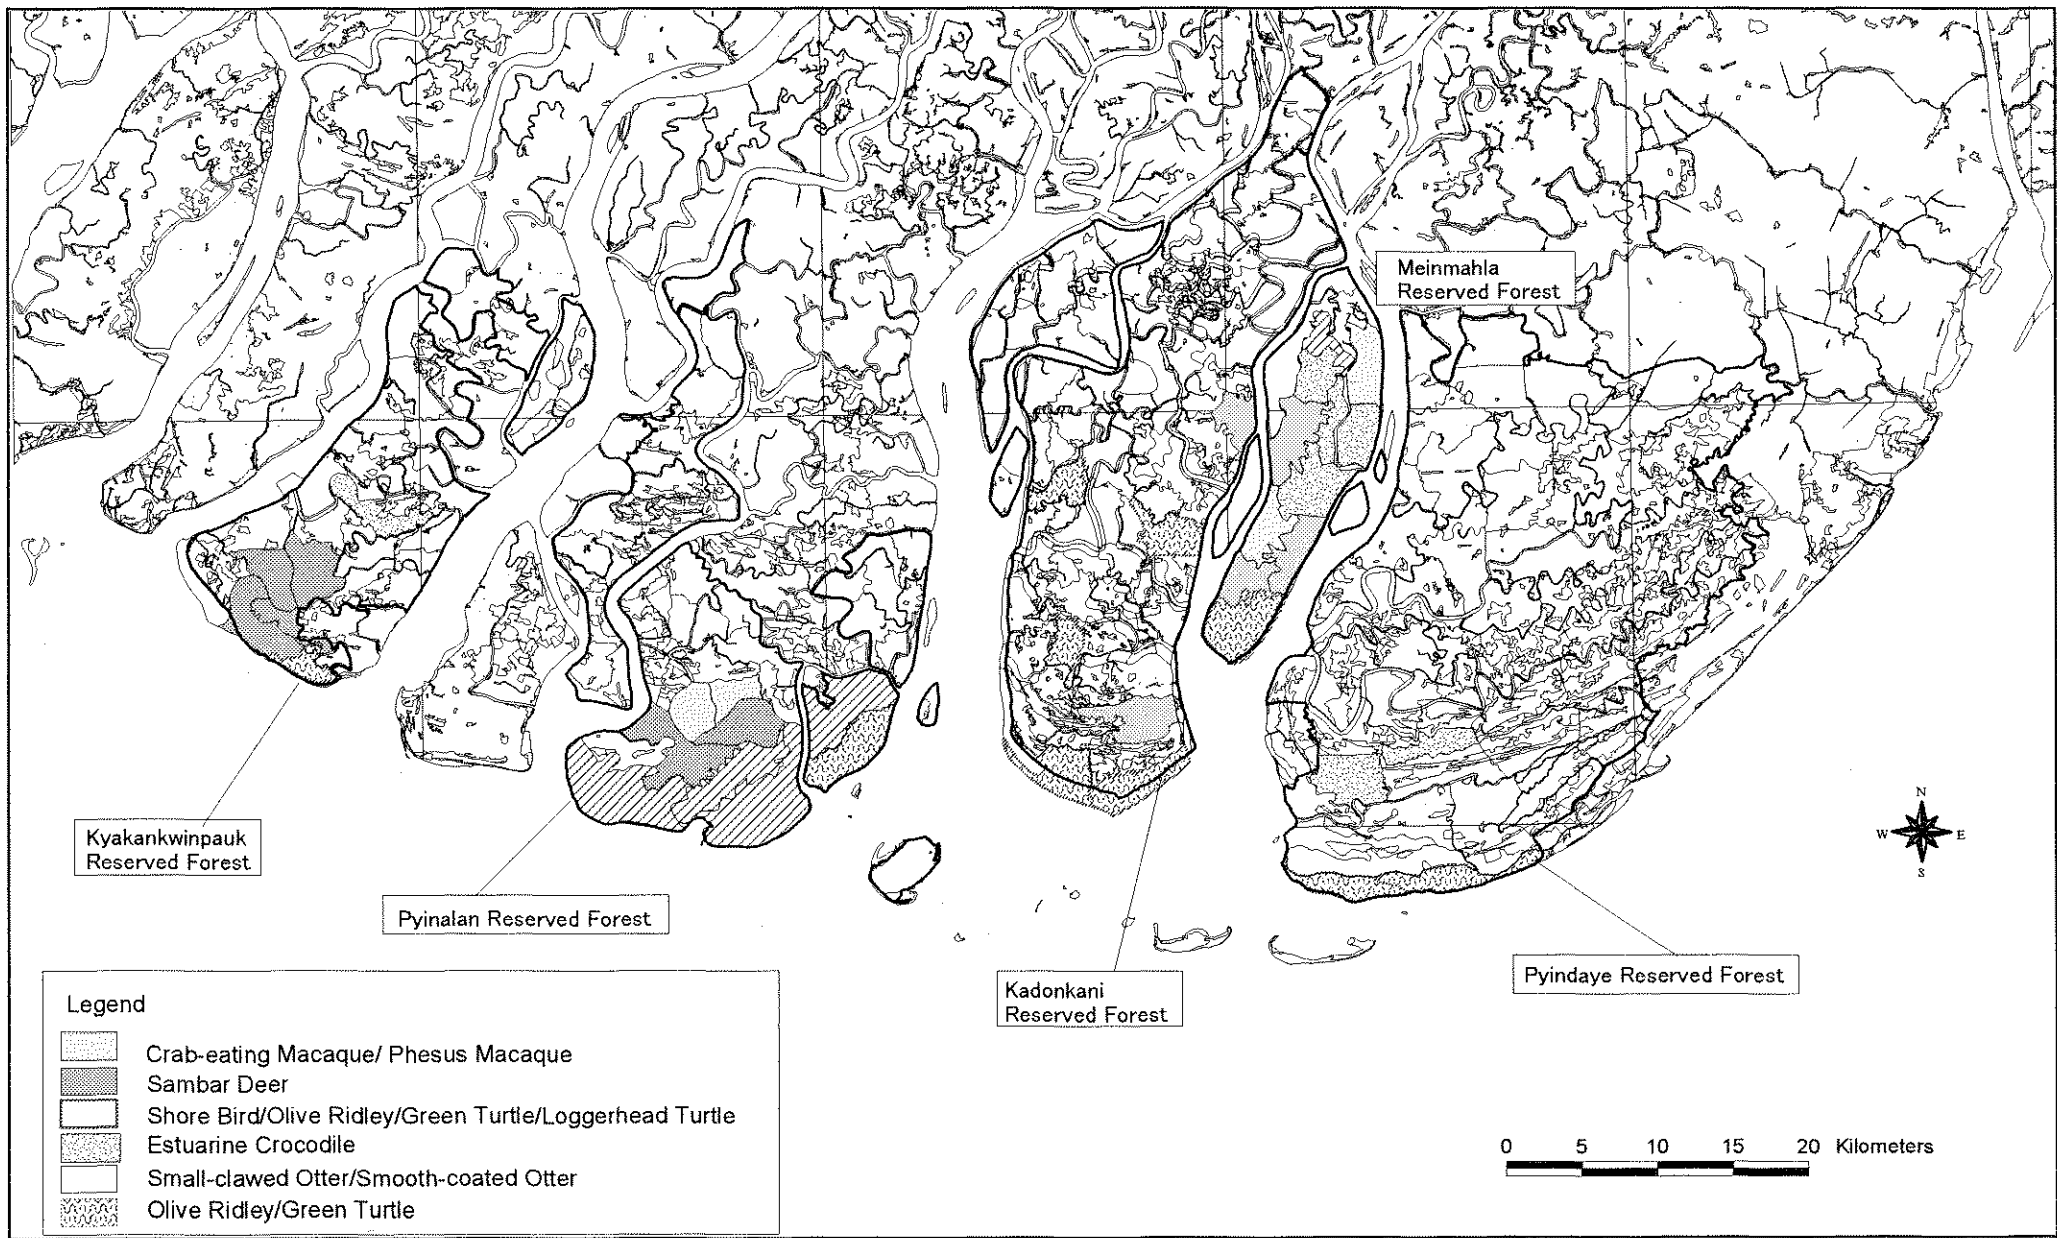 Meinmahla
Reserved Forest
Kyakankwinpauk
Reserved Forest
Pyinalan Reserved Forest
Kadonkani
Reserved Forest
Pyindaye Reserved Forest
N
W E
S
Legend
Crab-eating Macaque/ Phesus Macaque
Sambar Deer
Shore Bird/Olive Ridley/Green Turtle/Loggerhead Turtle
Estuarine Crocodile
Small-clawed Otter/Smooth-coated Otter
Olive Ridley/Green Turtle
0 5 10 15 20 Kilometers